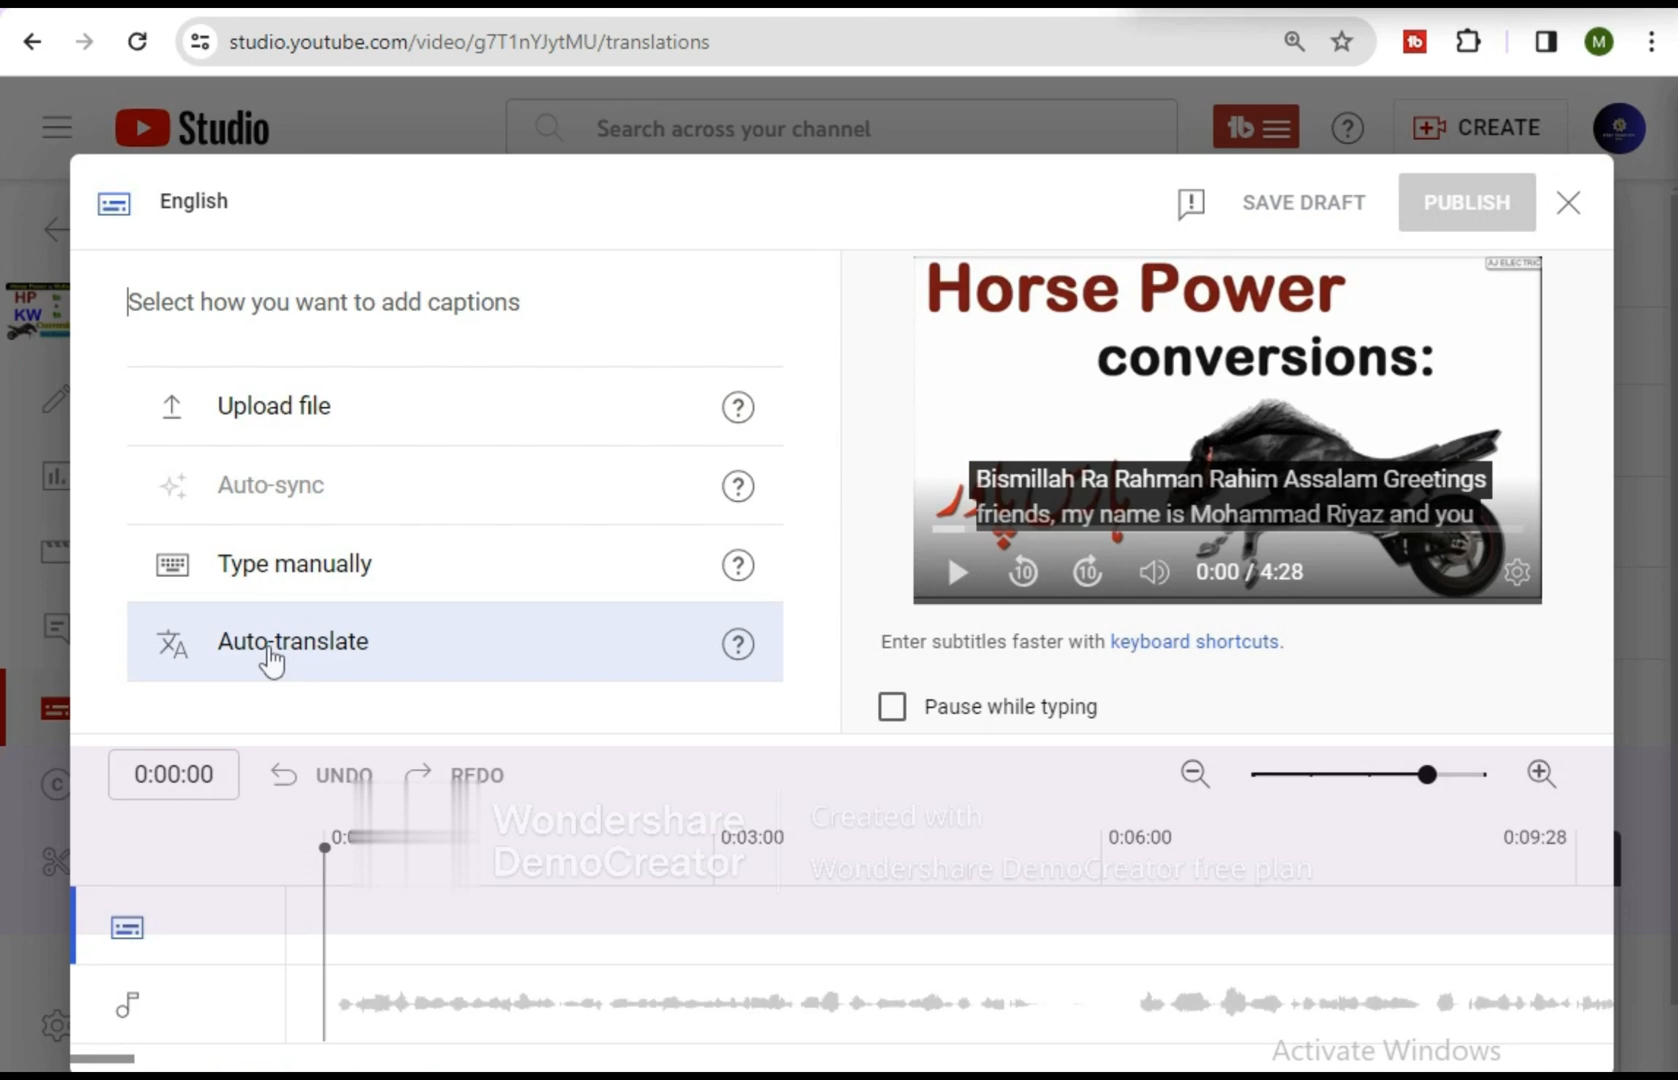 studio.youtube.com/video/g7T1nYJytMU/translations
M
Studio
Search across your channel
CREATE
English
SAVE DRAFT
PUBLISH
Select how you want to add captions
Upload file
Auto-sync
Type manually
Auto-translate
HP
KW
AJ ELECTRIC
Horse Power
conversions:
Bismillah Ra Rahman Rahim Assalam Greetings
friends, my name is Mohammad Riyaz and you
0:00 / 4:28
Enter subtitles faster with keyboard shortcuts.
Pause while typing
0:00:00
UNDO
REDO
Wondershare
DemoCreator
Created with
Wondershare DemoCreator free plan
0:03:00
0:06:00
0:09:28
Activate Windows